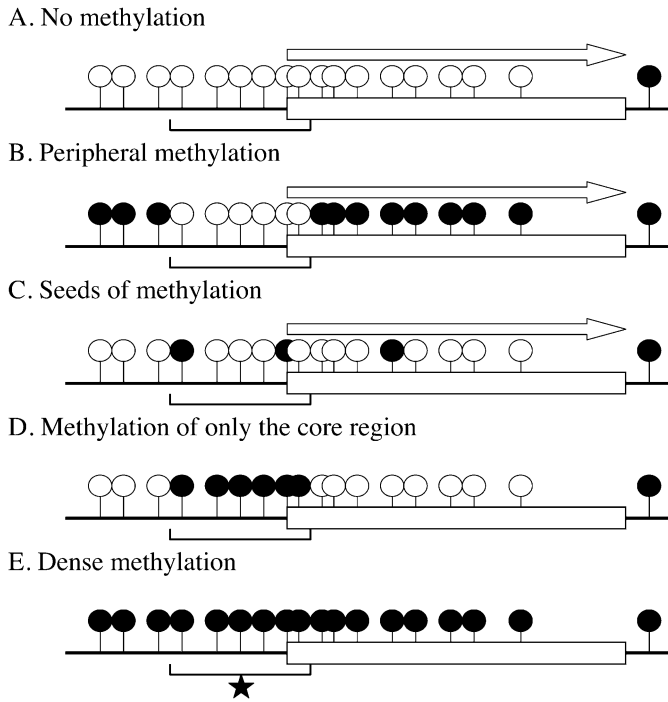 A. No methylation
B. Peripheral methylation
C. Seeds of methylation
D. Methylation of only the core region
E. Dense methylation